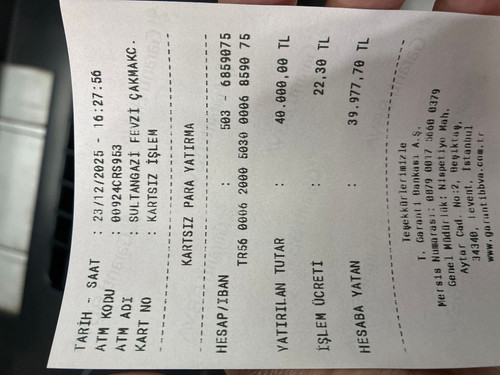 TARİH - SAAT : 23/12/2025 - 16:27:56
ATM KODU : 00924CRS953
ATM ADI : SULTANGAZİ FEVZİ ÇAKMAKC.
KART NO : KARTSIZ İŞLEM
KARTSIZ PARA YATIRMA
HESAP/IBAN : 503 - 6859075
TR56 0006 2000 5030 0006 8590 75
YATIRILAN TUTAR : 40.000,00 TL
İŞLEM ÜCRETİ : 22,30 TL
HESABA YATAN : 39.977,70 TL
Teşekkürlerimizle
T. Garanti Bankası A.Ş.
Mersis Numarası: 0879 0017 5660 0379
Genel Müdürlük: Nispetiye Mah.
Aytar Cad. No:2, Beşiktaş,
34340, Levent, İstanbul
www.garantibbva.com.tr